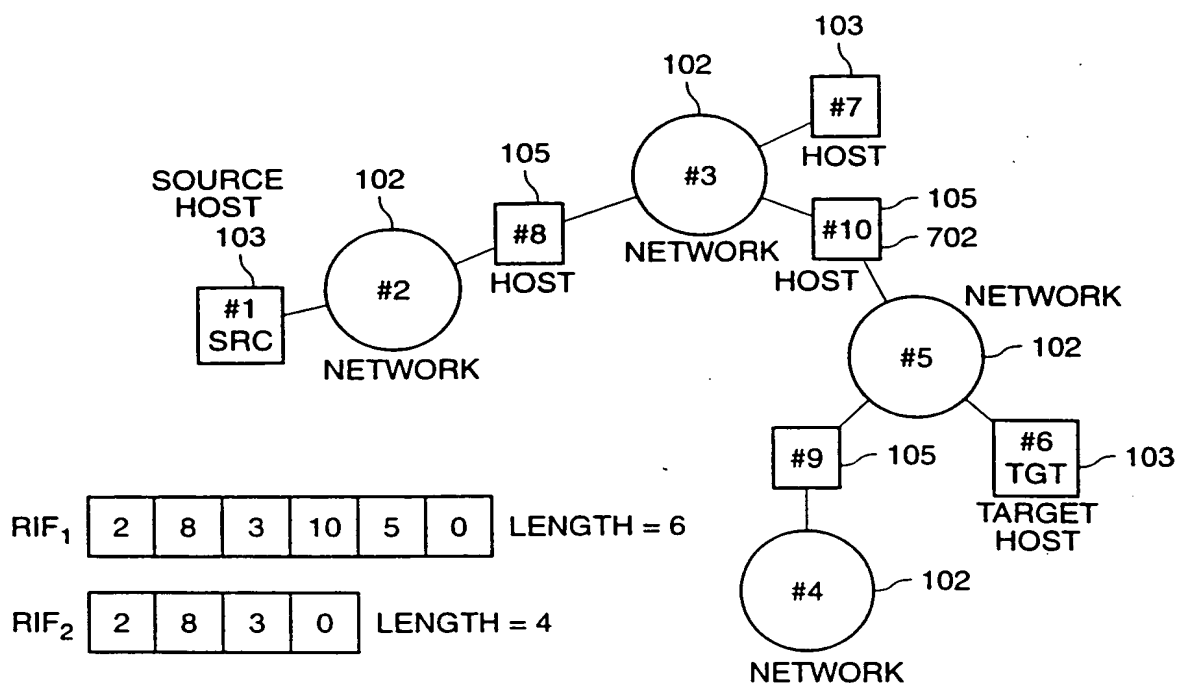 103
102
#7
HOST
105
102
#3
SOURCE
HOST
103
#8
HOST
NETWORK
105
#10
702
HOST
#1
SRC
#2
NETWORK
NETWORK
#5
102
#9
105
#6
TGT
103
TARGET
HOST
RIF1 2 8 3 10 5 0 LENGTH = 6
#4
102
RIF2 2 8 3 0 LENGTH = 4
NETWORK